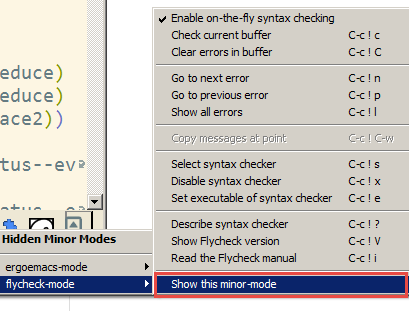 educe)
educe)
ace2))
atus--ev
Enable on-the-fly syntax checking
Check current buffer C-c ! c
Clear errors in buffer C-c ! C
Go to next error C-c ! n
Go to previous error C-c ! p
Show all errors C-c ! l
Copy messages at point C-c ! C-w
Select syntax checker C-c ! s
Disable syntax checker C-c ! x
Set executable of syntax checker C-c ! e
Describe syntax checker C-c ! ?
Show Flycheck version C-c ! V
Read the Flycheck manual C-c ! i
Show this minor-mode
Hidden Minor Modes
ergoemacs-mode
flycheck-mode